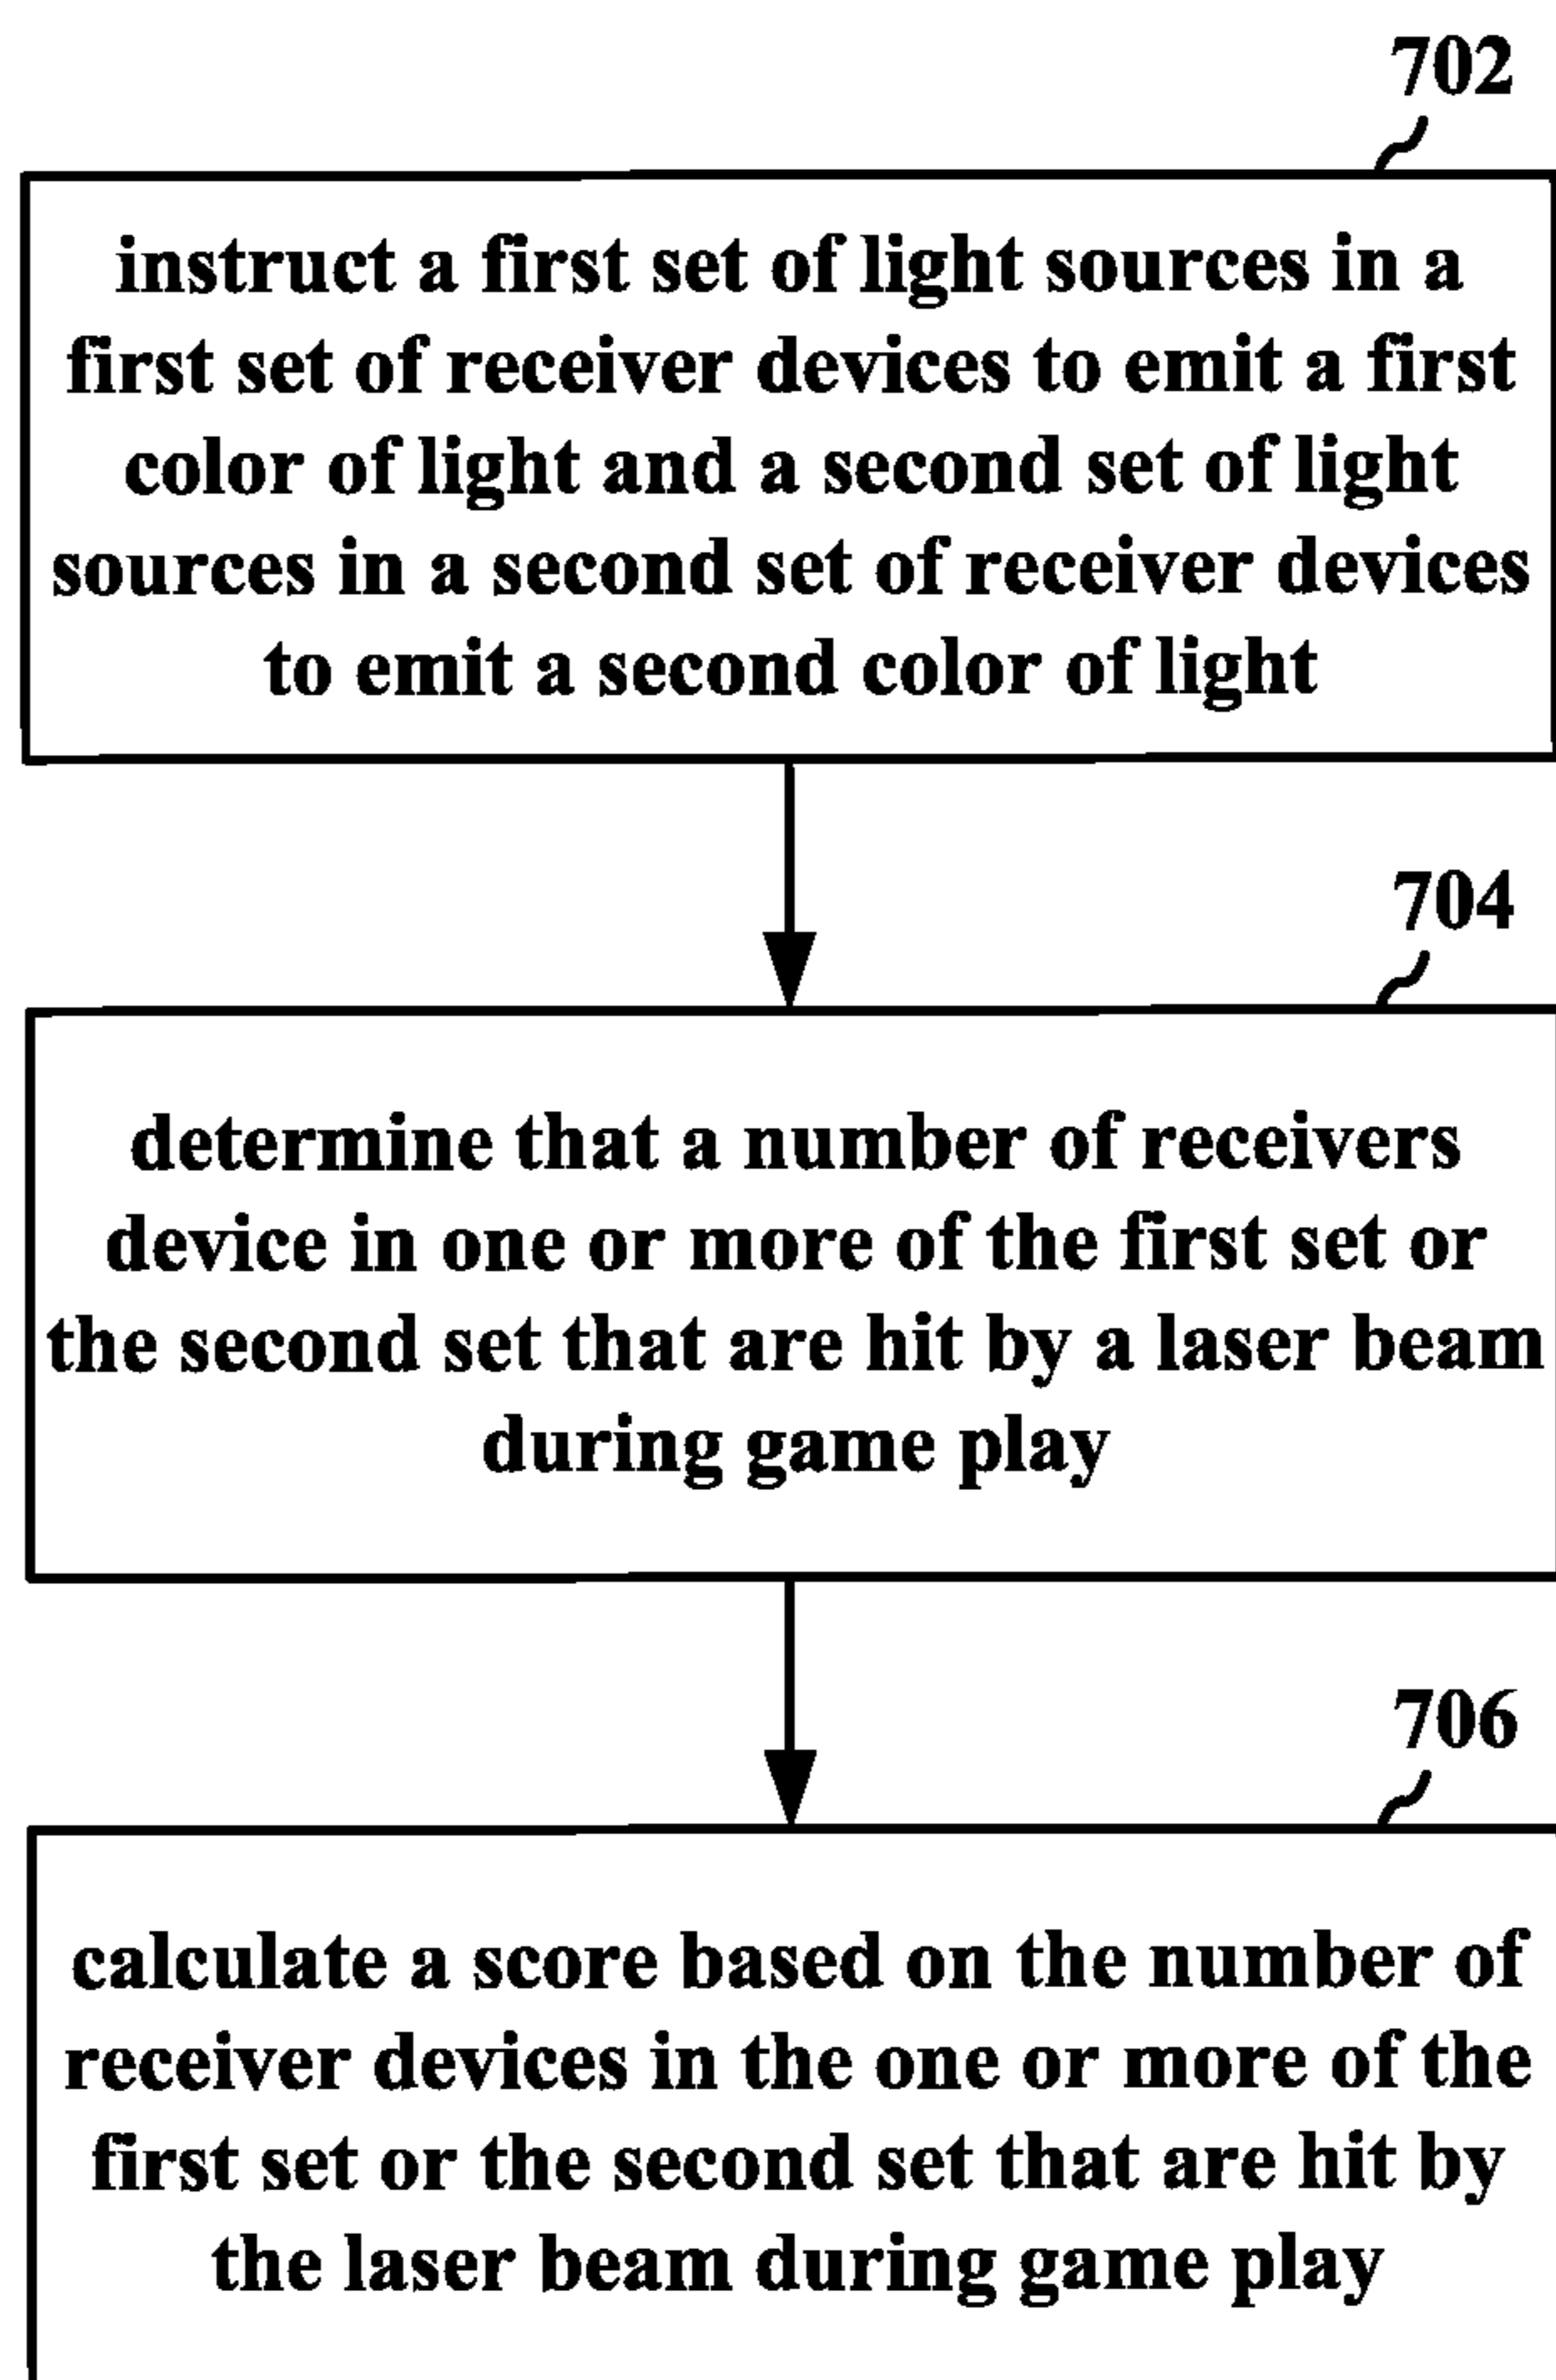 702
instruct a first set of light sources in a
first set of receiver devices to emit a first
color of light and a second set of light
sources in a second set of receiver devices
to emit a second color of light
704
determine that a number of receivers
device in one or more of the first set or
the second set that are hit by a laser beam
during game play
706
calculate a score based on the number of
receiver devices in the one or more of the
first set or the second set that are hit by
the laser beam during game play